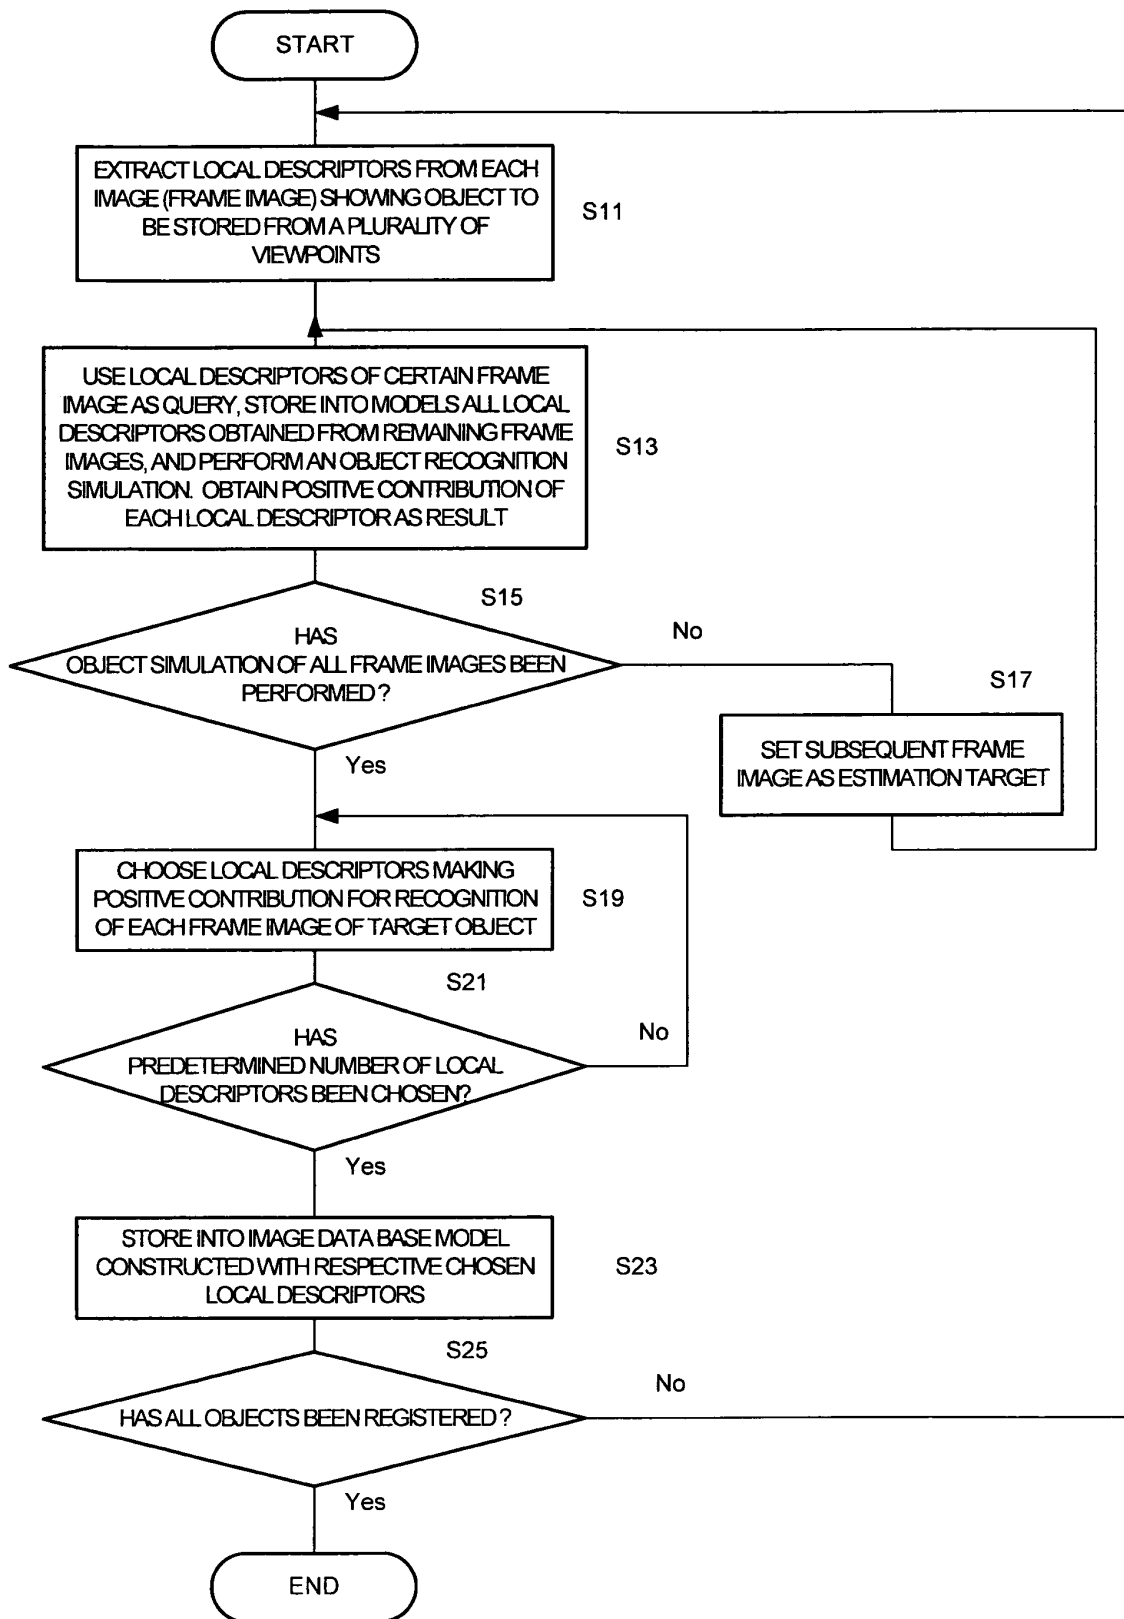 START
EXTRACT LOCAL DESCRIPTORS FROM EACH
IMAGE (FRAME IMAGE) SHOWING OBJECT TO
BE STORED FROM A PLURALITY OF
VIEWPOINTS
S11
USE LOCAL DESCRIPTORS OF CERTAIN FRAME
IMAGE AS QUERY, STORE INTO MODELS ALL LOCAL
DESCRIPTORS OBTAINED FROM REMAINING FRAME
IMAGES, AND PERFORM AN OBJECT RECOGNITION
SIMULATION. OBTAIN POSITIVE CONTRIBUTION OF
EACH LOCAL DESCRIPTOR AS RESULT
S13
S15
HAS
OBJECT SIMULATION OF ALL FRAME IMAGES BEEN
PERFORMED?
No
Yes
S17
SET SUBSEQUENT FRAME
IMAGE AS ESTIMATION TARGET
CHOOSE LOCAL DESCRIPTORS MAKING
POSITIVE CONTRIBUTION FOR RECOGNITION
OF EACH FRAME IMAGE OF TARGET OBJECT
S19
S21
HAS
PREDETERMINED NUMBER OF LOCAL
DESCRIPTORS BEEN CHOSEN?
No
Yes
STORE INTO IMAGE DATA BASE MODEL
CONSTRUCTED WITH RESPECTIVE CHOSEN
LOCAL DESCRIPTORS
S23
S25
HAS ALL OBJECTS BEEN REGISTERED?
No
Yes
END